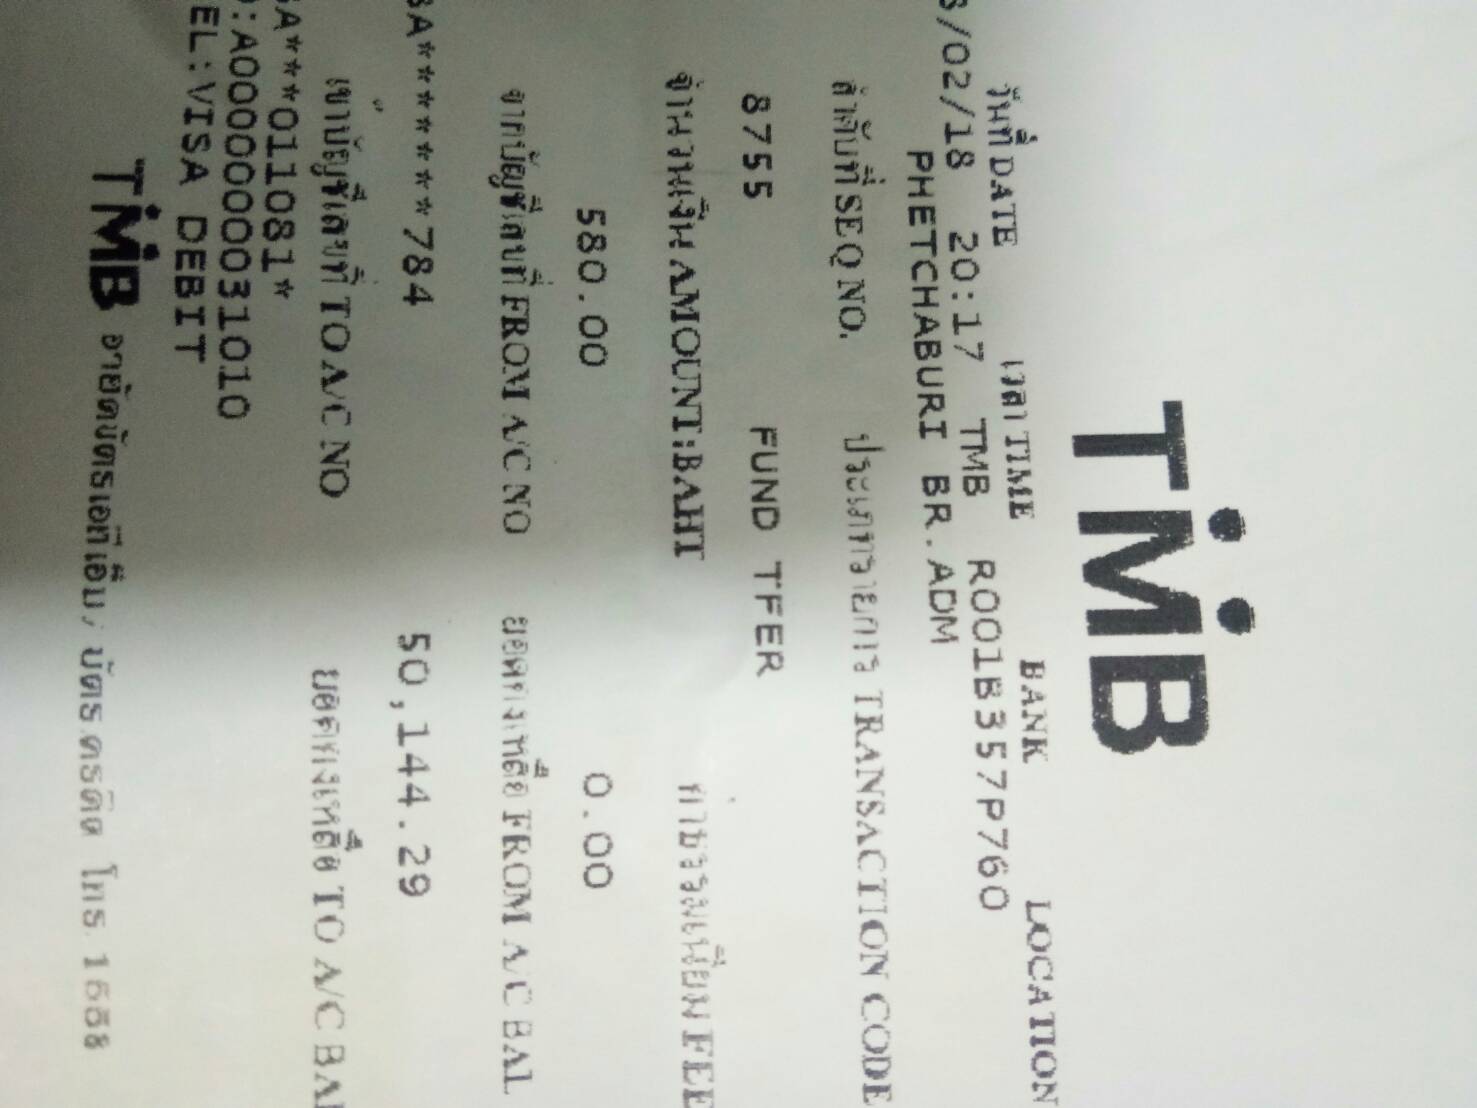 TMB
วันที่ DATE เวลา TIME BANK LOCATION
/02/18 20:17 TMB R001B357P760
PHETCHABURI BR.ADM
ลำดับที่ SEQ NO. ประเภทรายการ TRANSACTION CODE
8755 FUND TFER
จำนวนเงิน AMOUNT:BAHT ค่าธรรมเนียม FEE
580.00 0.00
จากบัญชีเลขที่ FROM A/C NO ยอดคงเหลือ FROM A/C BAL
BA*******784 50,144.29
เข้าบัญชีเลขที่ TO A/C NO ยอดคงเหลือ TO A/C BAL
SA***011081*
:A0000000031010
EL:VISA DEBIT
TMB อายัดบัตรเอทีเอ็ม/บัตรเครดิต โทร. 1558